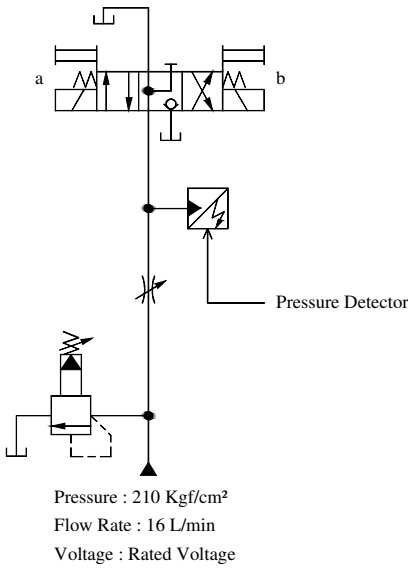 a
b
Pressure Detector
Pressure : 210 Kgf/cm²
Flow Rate : 16 L/min
Voltage : Rated Voltage